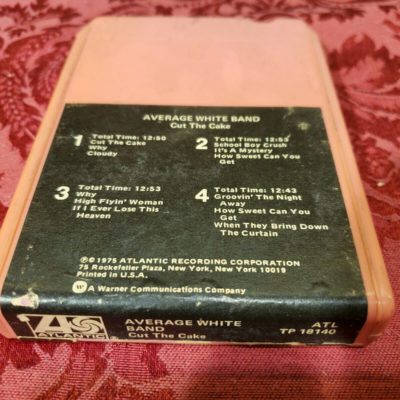 AVERAGE WHITE BAND
Cut The Cake
1 Total Time: 12:50
Cut The Cake
Why
Cloudy
2 Total Time: 12:53
School Boy Crush
It's A Mystery
How Sweet Can You
Get
3 Total Time: 12:53
Why
High Flyin' Woman
If I Ever Lose This
Heaven
4 Total Time: 12:43
Groovin' The Night
Away
How Sweet Can You
Get
When They Bring Down
The Curtain
℗©1975 ATLANTIC RECORDING CORPORATION
75 Rockefeller Plaza, New York, New York 10019
Printed in U.S.A.
W A Warner Communications Company
ATLANTIC
AVERAGE WHITE
BAND
Cut The Cake
ATL
TP 18140